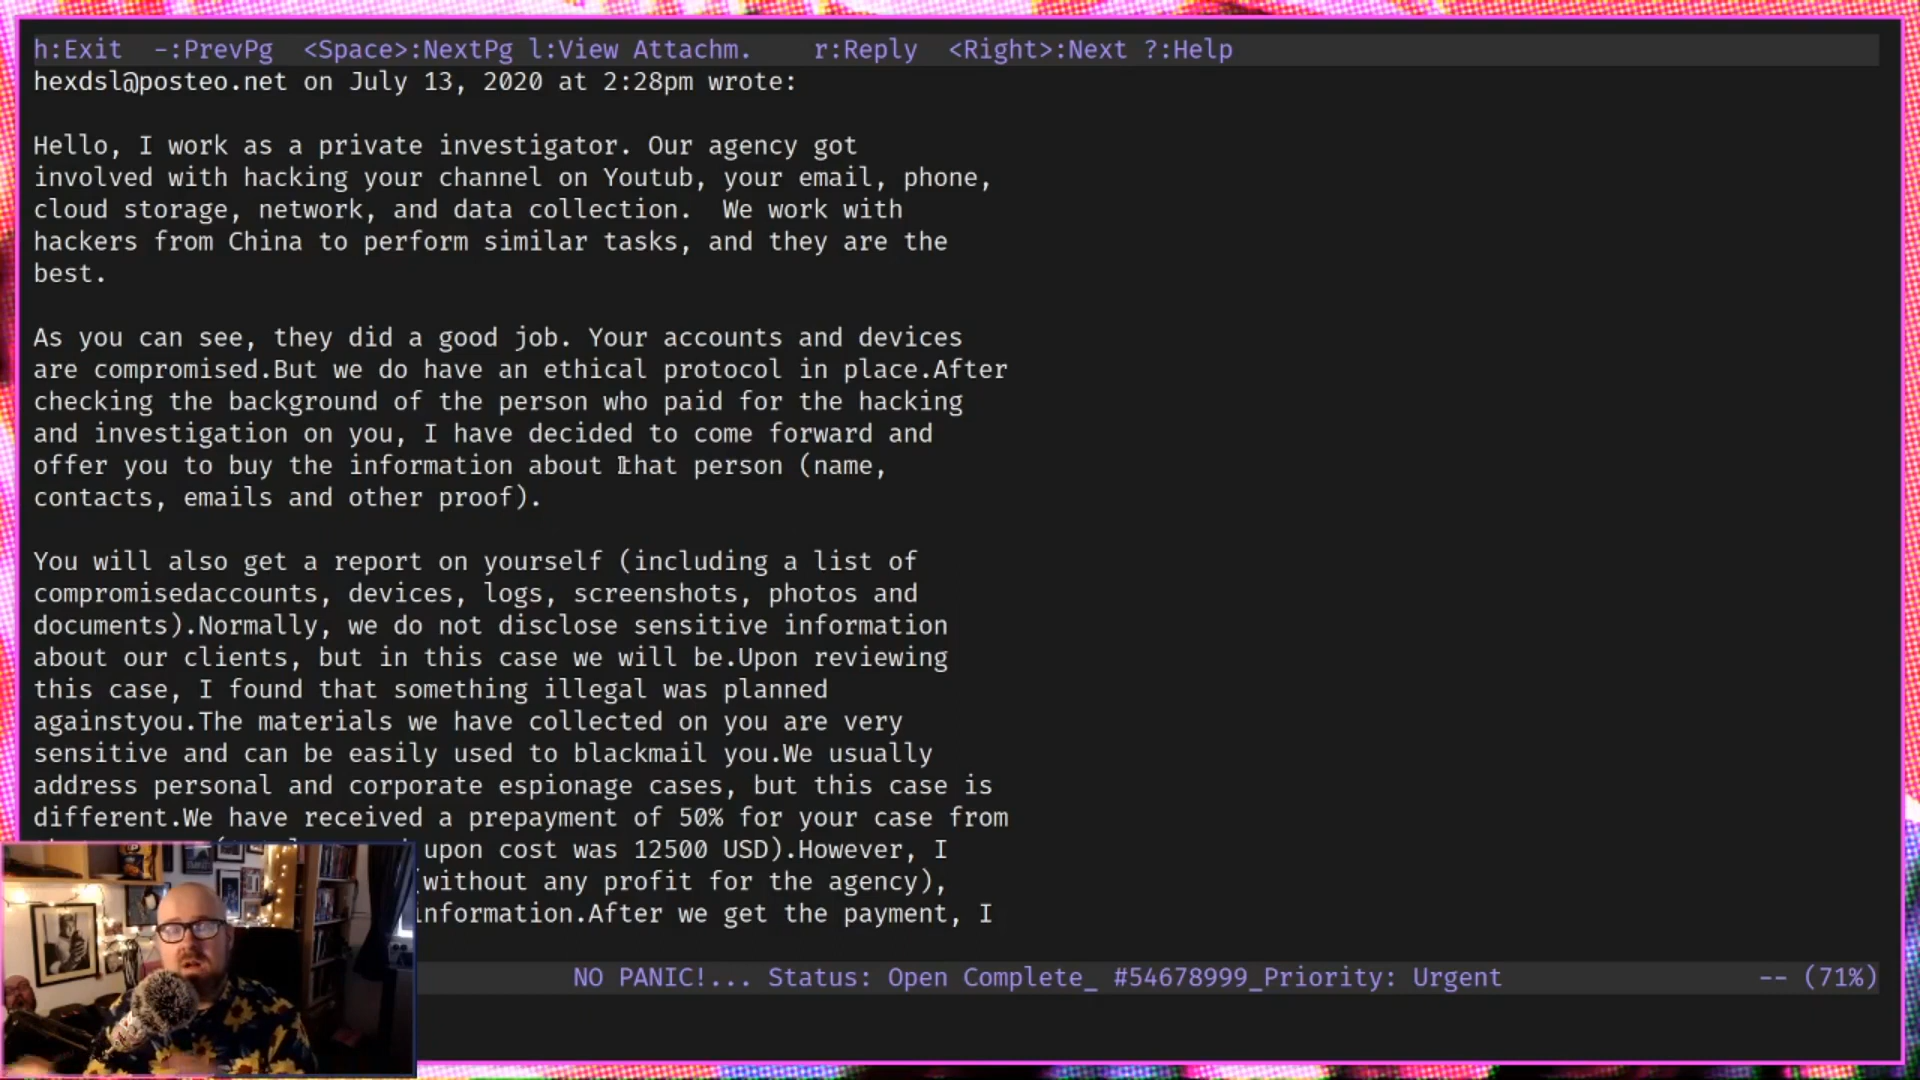 h:Exit  -:PrevPg  <Space>:NextPg l:View Attachm.    r:Reply  <Right>:Next ?:Help
hexdsl@posteo.net on July 13, 2020 at 2:28pm wrote:
Hello, I work as a private investigator. Our agency got
involved with hacking your channel on Youtub, your email, phone,
cloud storage, network, and data collection.  We work with
hackers from China to perform similar tasks, and they are the
best.
As you can see, they did a good job. Your accounts and devices
are compromised.But we do have an ethical protocol in place.After
checking the background of the person who paid for the hacking
and investigation on you, I have decided to come forward and
offer you to buy the information about that person (name,
contacts, emails and other proof).
You will also get a report on yourself (including a list of
compromisedaccounts, devices, logs, screenshots, photos and
documents).Normally, we do not disclose sensitive information
about our clients, but in this case we will be.Upon reviewing
this case, I found that something illegal was planned
againstyou.The materials we have collected on you are very
sensitive and can be easily used to blackmail you.We usually
address personal and corporate espionage cases, but this case is
different.We have received a prepayment of 50% for your case from
upon cost was 12500 USD).However, I
(without any profit for the agency),
information.After we get the payment, I
NO PANIC!... Status: Open Complete_ #54678999_Priority: Urgent -- (71%)